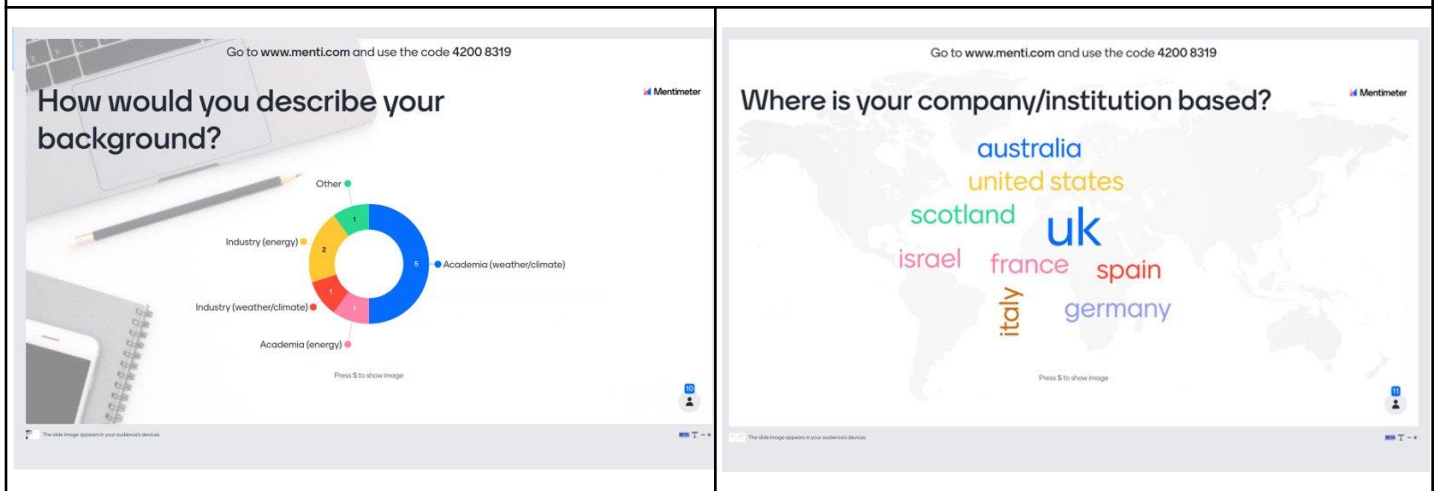 Go to www.menti.com and use the code 4200 8319
Mentimeter
How would you describe your
background?
Other
1
Industry (energy)
2
5
Academia (weather/climate)
1
Industry (weather/climate)
1
Academia (energy)
Press S to show image
10
The slide image appears in your audience's devices
Go to www.menti.com and use the code 4200 8319
Mentimeter
Where is your company/institution based?
australia
united states
scotland
uk
israel
france
spain
italy
germany
Press S to show image
11
The slide image appears in your audience's devices